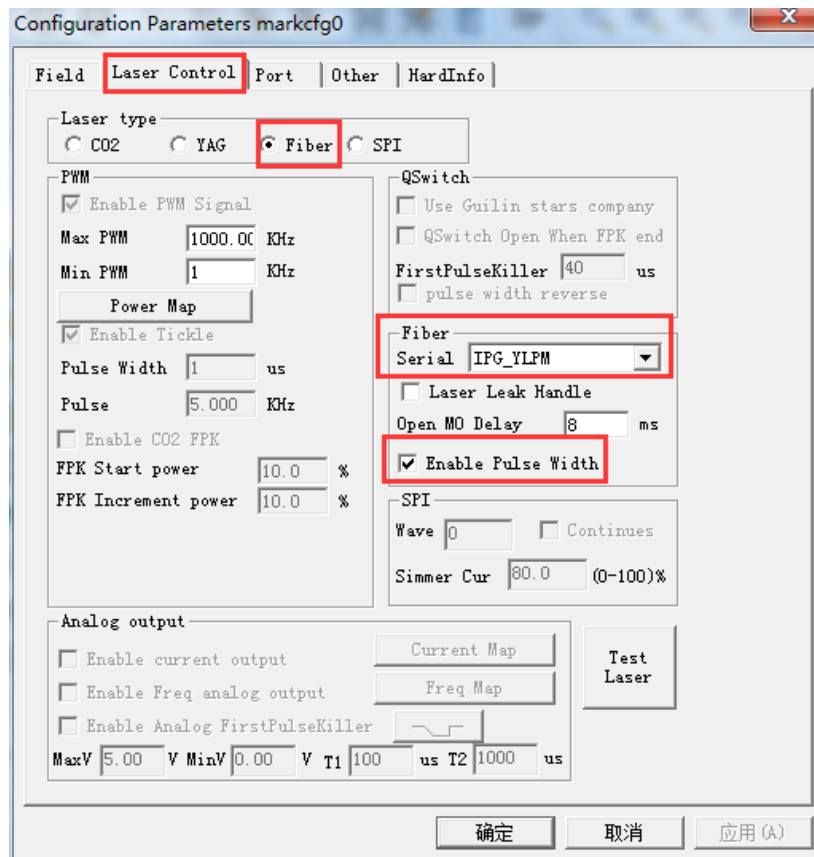 Configuration Parameters markcfg0
Field Laser Control Port Other HardInfo
Laser type
CO2 YAG Fiber SPI
PWM
Enable PWM Signal
Max PWM 1000.00 KHz
Min PWM 1 KHz
Power Map
Enable Tickle
Pulse Width 1 us
Pulse 5.000 KHz
Enable CO2 FPK
FPK Start power 10.0 %
FPK Increment power 10.0 %
QSwitch
Use Guilin stars company
QSwitch Open When FPK end
FirstPulseKiller 40 us
pulse width reverse
Fiber
Serial IPG_YLPM
Laser Leak Handle
Open MO Delay 8 ms
Enable Pulse Width
SPI
Wave 0 Continues
Simmer Cur 80.0 (0-100)%
Analog output
Enable current output Current Map
Enable Freq analog output Freq Map
Enable Analog FirstPulseKiller
MaxV 5.00 V MinV 0.00 V T1 100 us T2 1000 us
Test
Laser
确定 取消 应用(A)